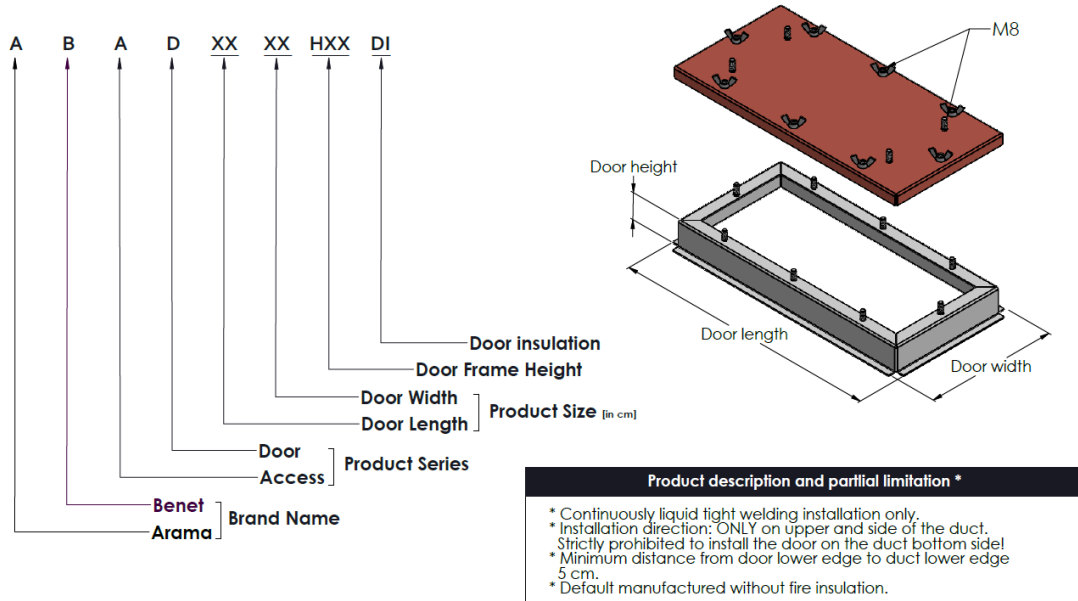 A B A D XX XX HXX DI
M8
Door height
Door length
Door width
Door insulation
Door Frame Height
Door Width
Product Size [in cm]
Door Length
Door
Product Series
Access
Benet
Brand Name
Arama
Product description and partlial limitation *
* Continuously liquid tight welding installation only.
* Installation direction: ONLY on upper and side of the duct.
Strictly prohibited to install the door on the duct bottom side!
* Minimum distance from door lower edge to duct lower edge
5 cm.
* Default manufactured without fire insulation.